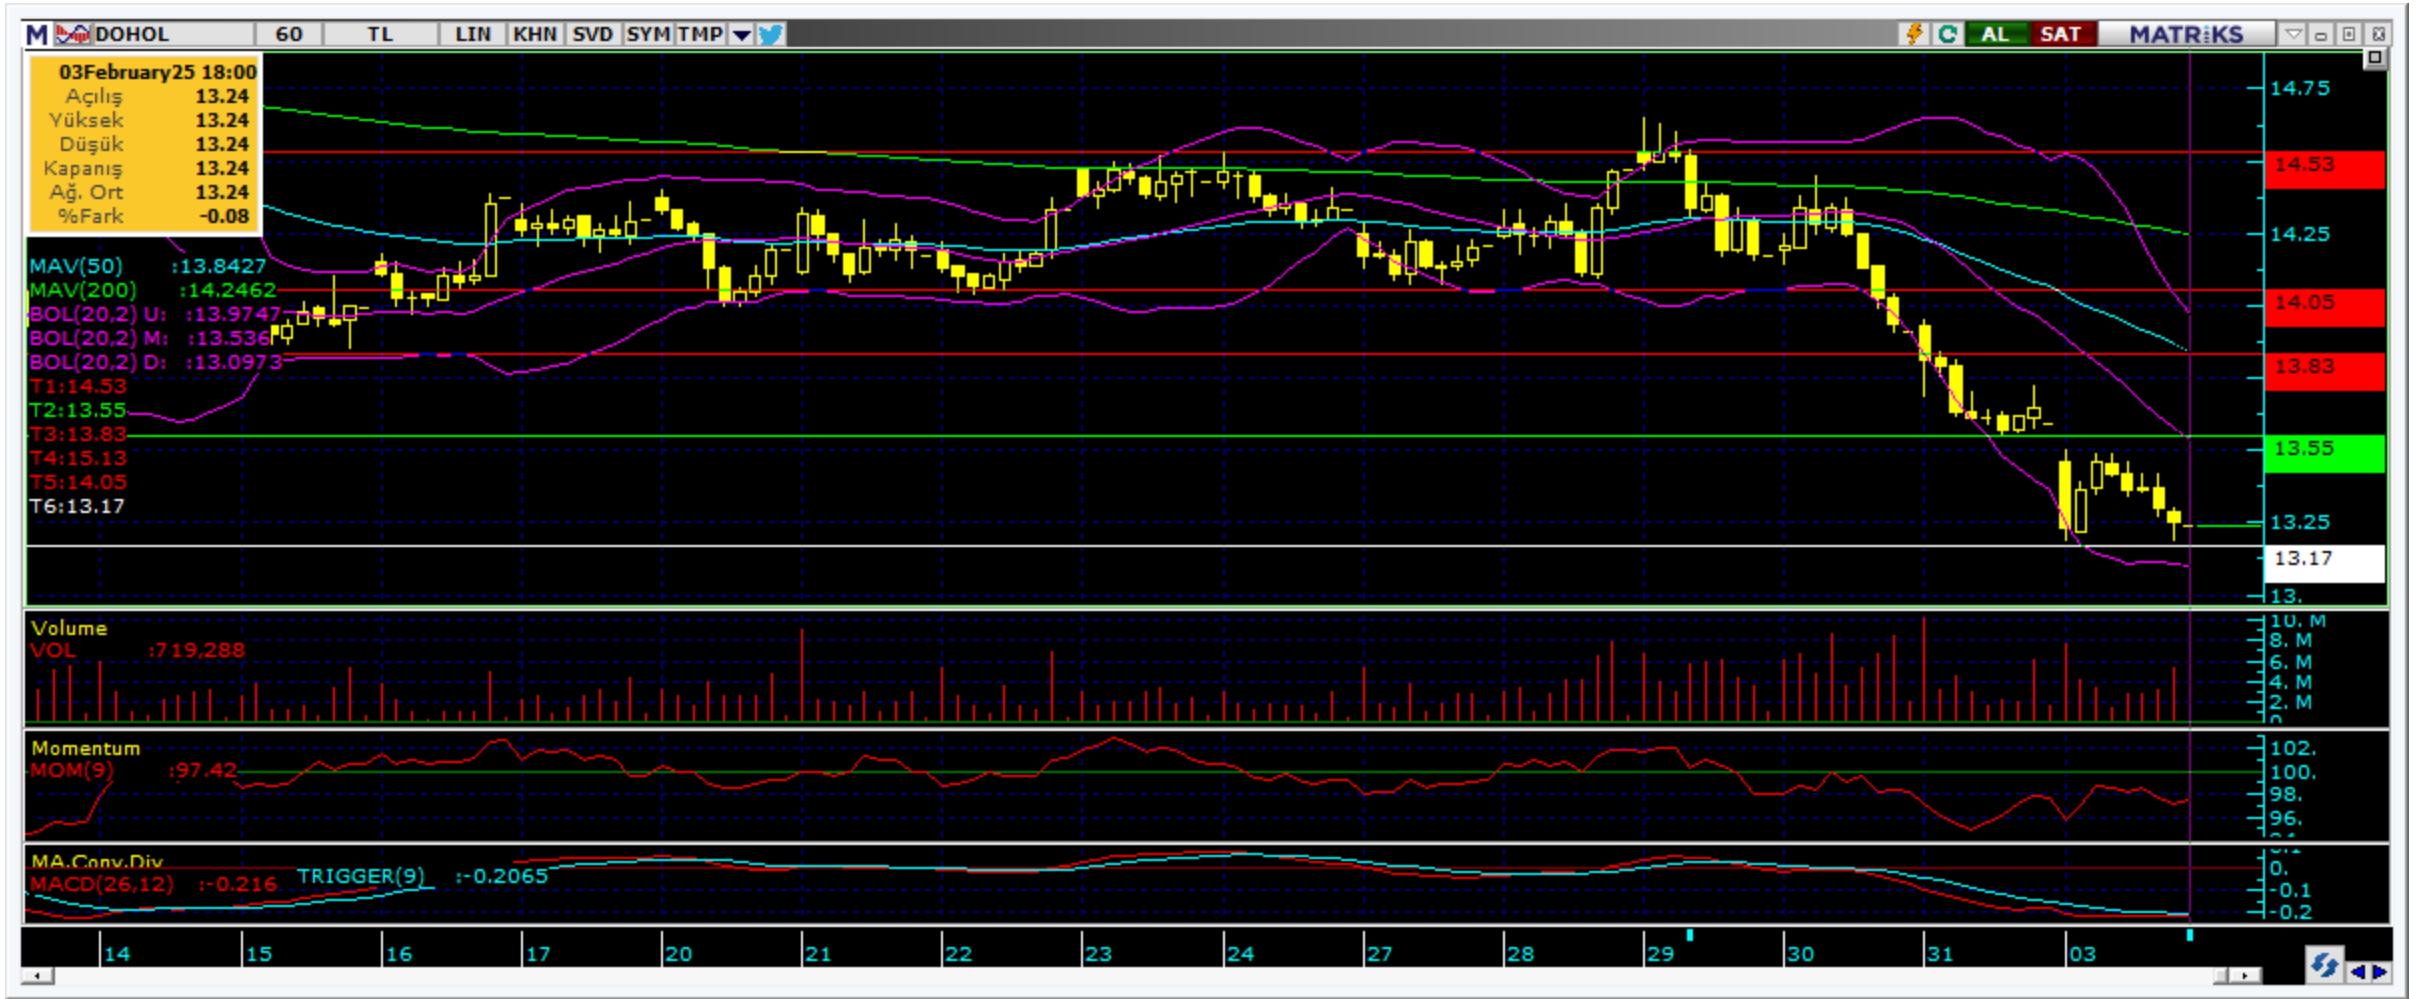 M DOHOL 60 TL LIN KHN SVD SYM TMP AL SAT MATRİKS
03February25 18:00
Açılış 13.24
Yüksek 13.24
Düşük 13.24
Kapanış 13.24
Ağ. Ort 13.24
%Fark -0.08
MAV(50) :13.8427
MAV(200) :14.2462
BOL(20,2) U: :13.9747
BOL(20,2) M: :13.536
BOL(20,2) D: :13.0973
T1:14.53
T2:13.55
T3:13.83
T4:15.13
T5:14.05
T6:13.17
14.75
14.53
14.25
14.05
13.83
13.55
13.25
13.17
13.
Volume
VOL :719,288
10. M
8. M
6. M
4. M
2. M
0
Momentum
MOM(9) :97.42
102.
100.
98.
96.
MA.Conv.Div
MACD(26,12) :-0.216 TRIGGER(9) :-0.2065
0.
-0.1
-0.2
14 15 16 17 20 21 22 23 24 27 28 29 30 31 03